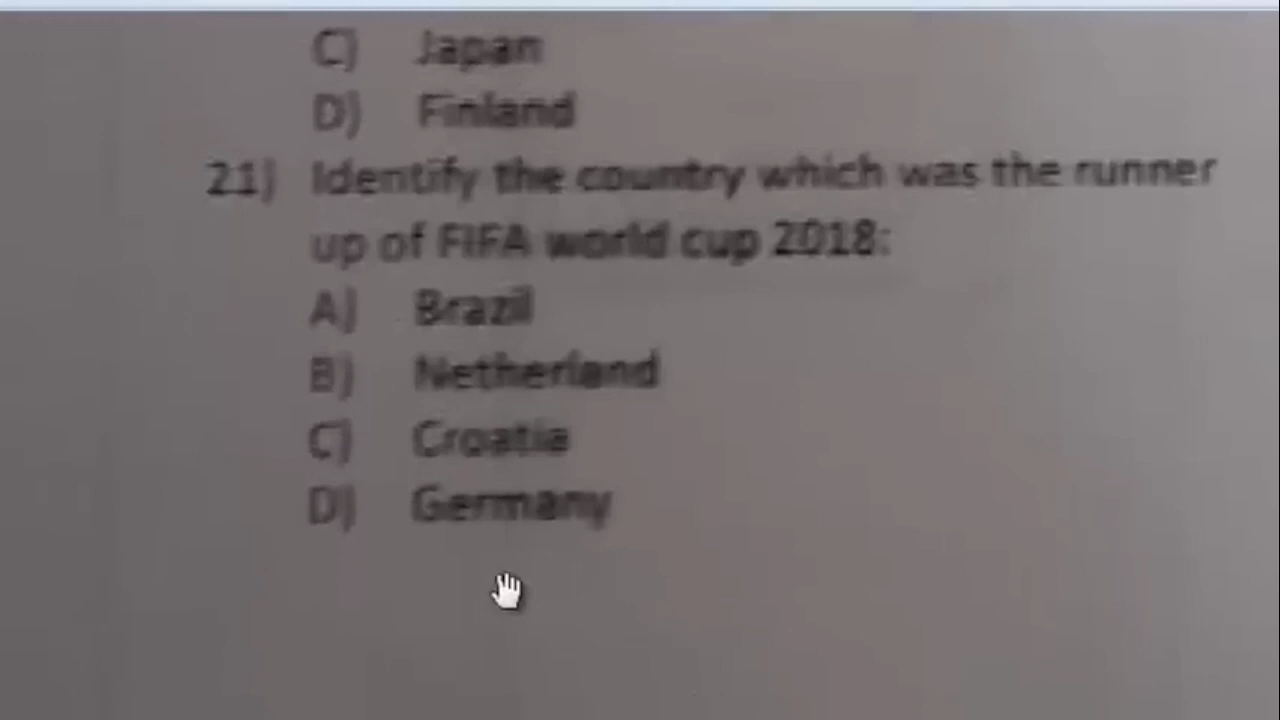 C) Japan
D) Finland
21) Identify the country which was the runner
up of FIFA world cup 2018:
A) Brazil
B) Netherland
C) Croatia
D) Germany